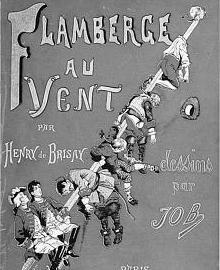 FLAMBERGE
AU
VENT
PAR
HENRY de BRISAY
dessins
par
JOB
PARIS